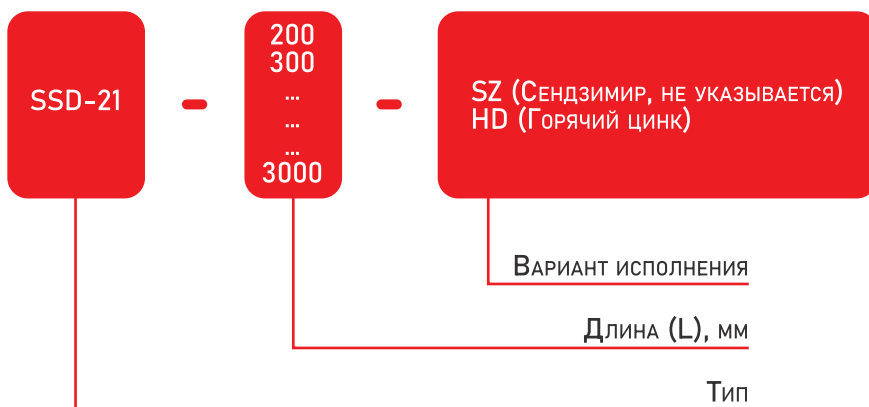 SSD-21
-
200
300
...
...
...
3000
-
SZ (Сендзимир, не указывается)
HD (Горячий цинк)
Вариант исполнения
Длина (L), мм
Тип